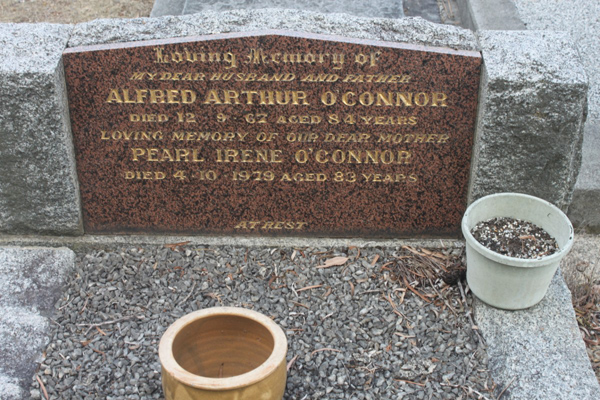 Loving Memory of
MY DEAR HUSBAND AND FATHER
ALFRED ARTHUR O'CONNOR
DIED 12 9 67 AGED 84 YEARS
LOVING MEMORY OF OUR DEAR MOTHER
PEARL IRENE O'CONNOR
DIED 4·10 1979 AGED 83 YEARS
AT REST